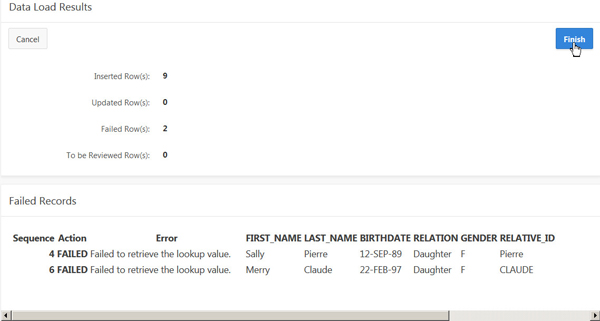 Data Load Results
Cancel Finish
Inserted Row(s): 9
Updated Row(s): 0
Failed Row(s): 2
To be Reviewed Row(s): 0
Failed Records
Sequence Action Error FIRST_NAME LAST_NAME BIRTHDATE RELATION GENDER RELATIVE_ID
4 FAILED Failed to retrieve the lookup value. Sally Pierre 12-SEP-89 Daughter F Pierre
6 FAILED Failed to retrieve the lookup value. Merry Claude 22-FEB-97 Daughter F CLAUDE